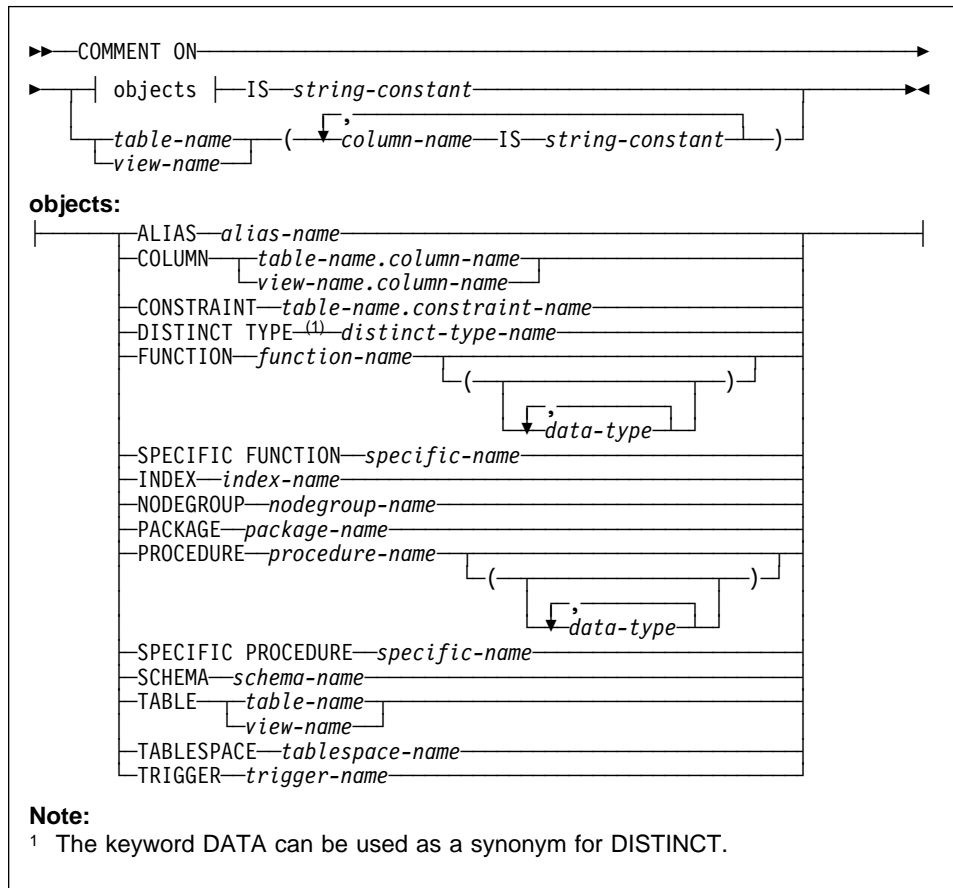 COMMENT ON
objects IS string-constant
,
table-name ( column-name IS string-constant )
view-name
objects:
ALIAS alias-name
COLUMN table-name.column-name
view-name.column-name
CONSTRAINT table-name.constraint-name
DISTINCT TYPE (1) distinct-type-name
FUNCTION function-name
( )
,
data-type
SPECIFIC FUNCTION specific-name
INDEX index-name
NODEGROUP nodegroup-name
PACKAGE package-name
PROCEDURE procedure-name
( )
,
data-type
SPECIFIC PROCEDURE specific-name
SCHEMA schema-name
TABLE table-name
view-name
TABLESPACE tablespace-name
TRIGGER trigger-name
Note:
1 The keyword DATA can be used as a synonym for DISTINCT.